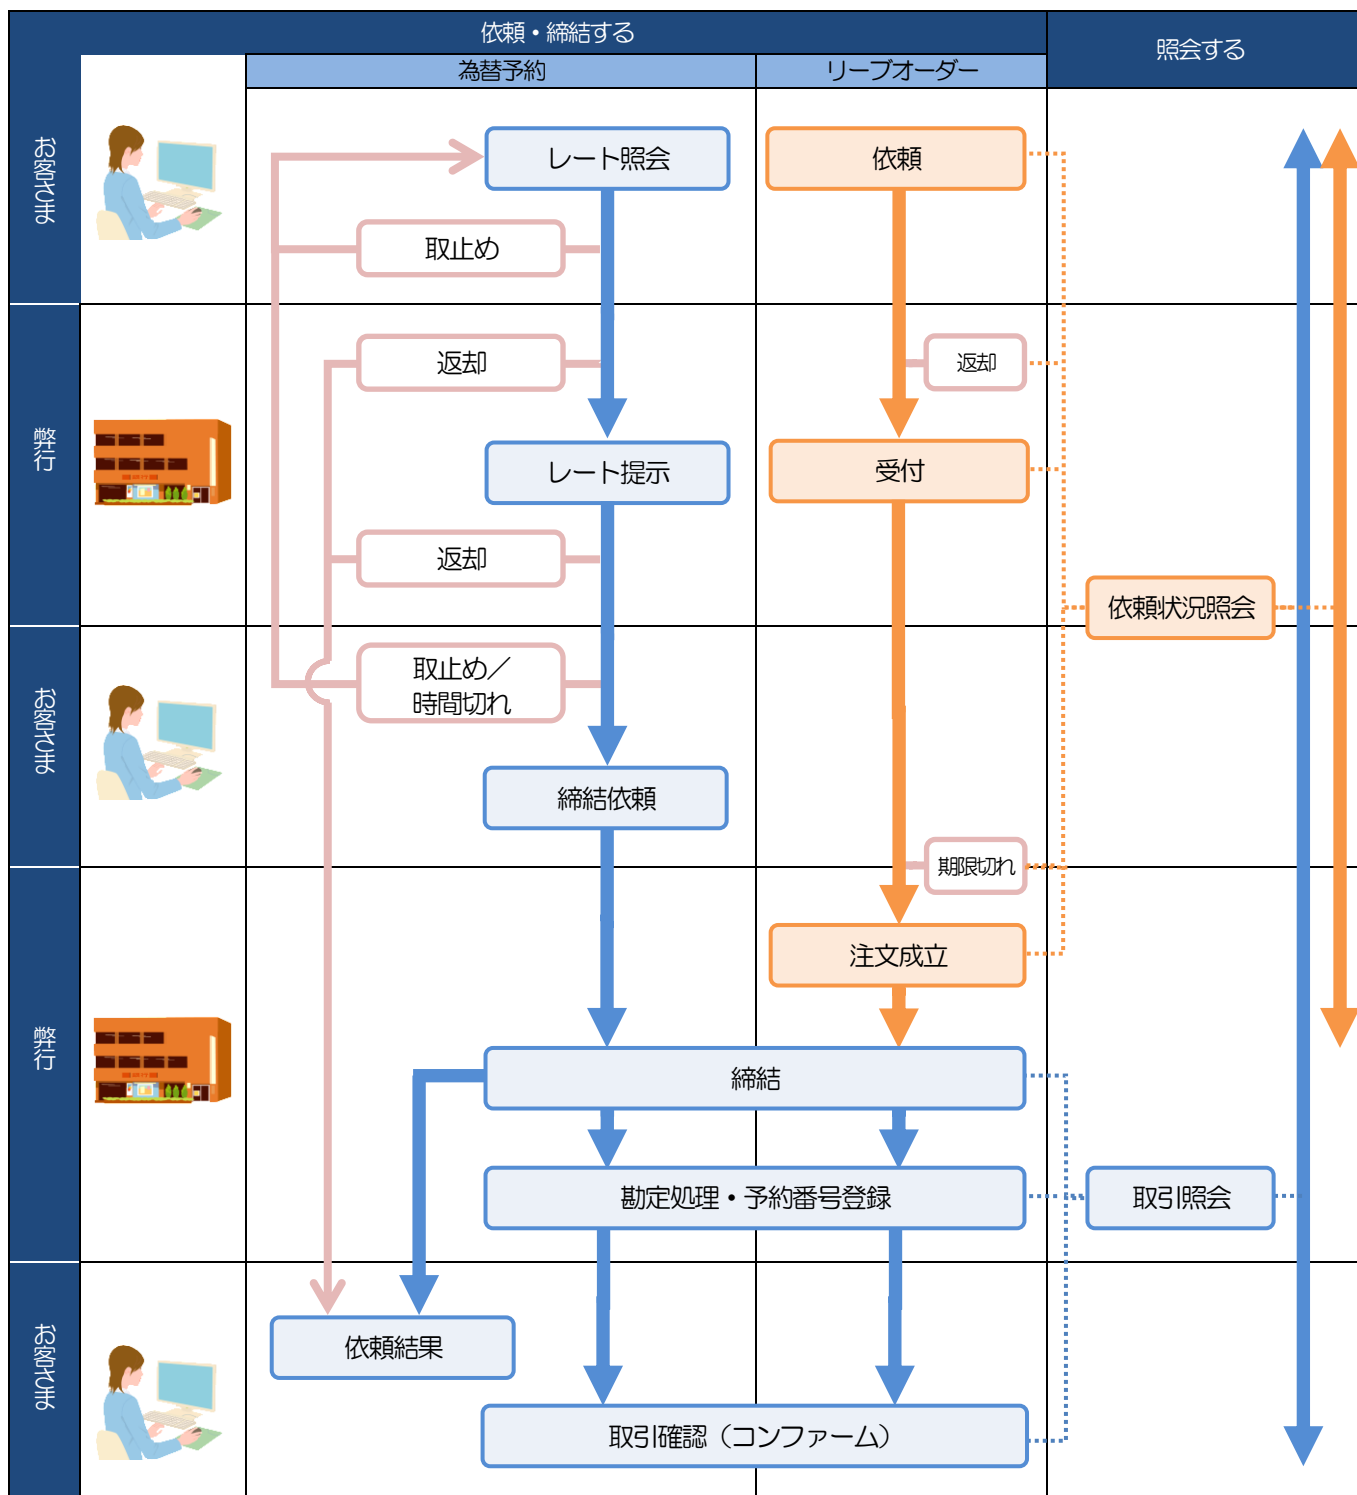 依頼・締結する
照会する
為替予約
リーブオーダー
お客さま
レート照会
依頼
取止め
弊行
返却
返却
レート提示
受付
返却
依頼状況照会
お客さま
取止め／
時間切れ
締結依頼
期限切れ
弊行
注文成立
締結
勘定処理・予約番号登録
取引照会
お客さま
依頼結果
取引確認（コンファーム）